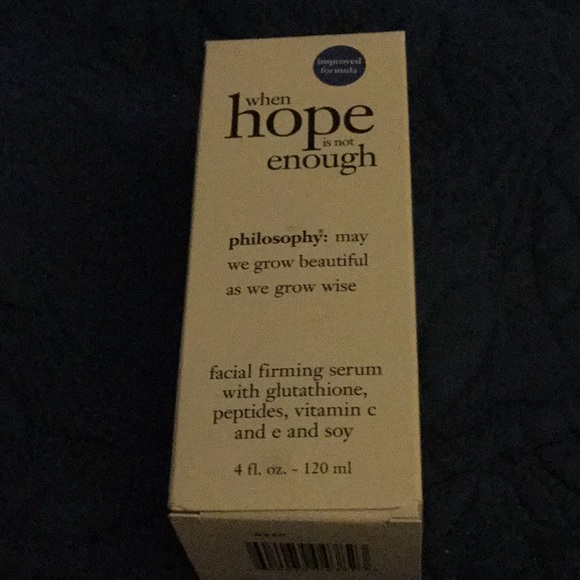 improved
formula
when
hope
is not
enough
philosophy®: may
we grow beautiful
as we grow wise
facial firming serum
with glutathione,
peptides, vitamin c
and e and soy
4 fl. oz. - 120 ml